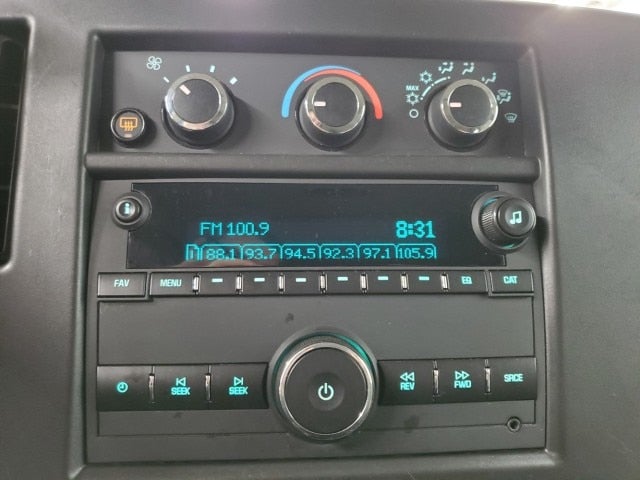 MAX
FM 100.9 8:31
1 88.1 93.7 94.5 92.3 97.1 105.9
FAV MENU EQ CAT
SEEK SEEK REV FWD SRCE